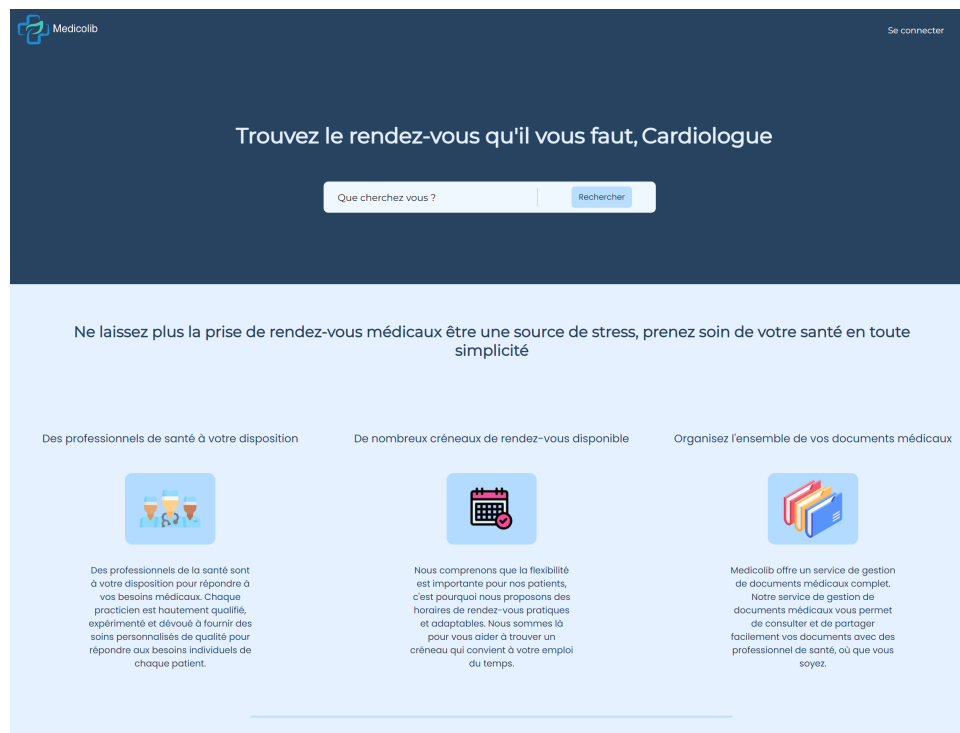 Medicolib
Se connecter
Trouvez le rendez-vous qu'il vous faut, Cardiologue
Que cherchez vous ?
Rechercher
Ne laissez plus la prise de rendez-vous médicaux être une source de stress, prenez soin de votre santé en toute
simplicité
Des professionnels de santé à votre disposition
Des professionnels de la santé sont
à votre disposition pour répondre à
vos besoins médicaux. Chaque
practicien est hautement qualifié,
expérimenté et dévoué à fournir des
soins personnalisés de qualité pour
répondre aux besoins individuels de
chaque patient.
De nombreux créneaux de rendez-vous disponible
Nous comprenons que la flexibilité
est importante pour nos patients,
c'est pourquoi nous proposons des
horaires de rendez-vous pratiques
et adaptables. Nous sommes là
pour vous aider à trouver un
créneau qui convient à votre emploi
du temps.
Organisez l'ensemble de vos documents médicaux
Medicolib offre un service de gestion
de documents médicaux complet.
Notre service de gestion de
documents médicaux vous permet
de consulter et de partager
facilement vos documents avec des
professionnel de santé, où que vous
soyez.